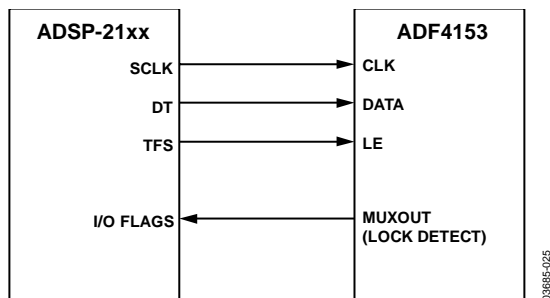 ADSP-21xx ADF4153
SCLK CLK
DT DATA
TFS LE
I/O FLAGS MUXOUT
(LOCK DETECT)
03685-025